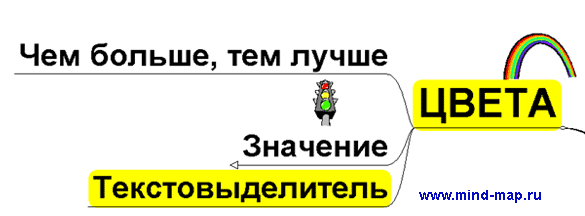 Чем больше, тем лучше
ЦВЕТА
Значение
Текстовыделитель
www.mind-map.ru